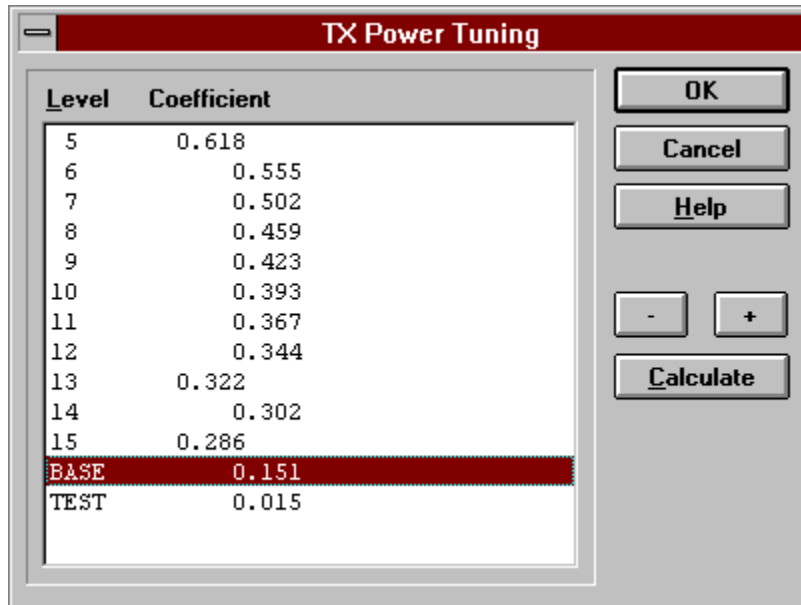 TX Power Tuning
Level Coefficient
5 0.618
6 0.555
7 0.502
8 0.459
9 0.423
10 0.393
11 0.367
12 0.344
13 0.322
14 0.302
15 0.286
BASE 0.151
TEST 0.015
OK
Cancel
Help
- +
Calculate